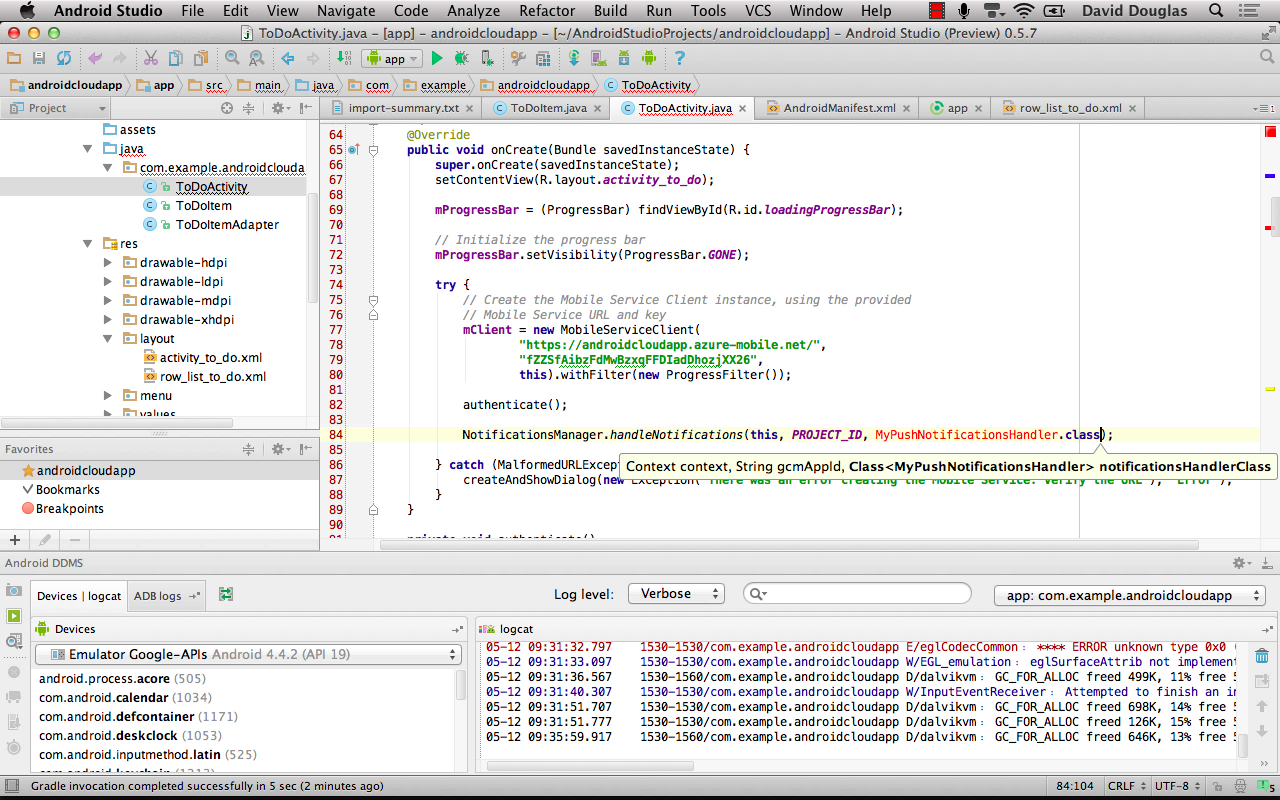 Android Studio File Edit View Navigate Code Analyze Refactor Build Run Tools VCS Window Help David Douglas
ToDoActivity.java - [app] - androidcloudapp - [~/AndroidStudioProjects/androidcloudapp] - Android Studio (Preview) 0.5.7
app
androidcloudapp app src main java com example androidcloudapp ToDoActivity
Project
import-summary.txt ToDoItem.java ToDoActivity.java AndroidManifest.xml app row_list_to_do.xml
assets
java
com.example.androidclouda
ToDoActivity
ToDoItem
ToDoItemAdapter
res
drawable-hdpi
drawable-ldpi
drawable-mdpi
drawable-xhdpi
layout
activity_to_do.xml
row_list_to_do.xml
menu
values
Favorites
androidcloudapp
Bookmarks
Breakpoints
64 @Override
65 public void onCreate(Bundle savedInstanceState) {
66 super.onCreate(savedInstanceState);
67 setContentView(R.layout.activity_to_do);
68
69 mProgressBar = (ProgressBar) findViewById(R.id.loadingProgressBar);
70
71 // Initialize the progress bar
72 mProgressBar.setVisibility(ProgressBar.GONE);
73
74 try {
75 // Create the Mobile Service Client instance, using the provided
76 // Mobile Service URL and key
77 mClient = new MobileServiceClient(
78 "https://androidcloudapp.azure-mobile.net/",
79 "fZZSfAibzFdMwBzxqFFDIadDhozjXX26",
80 this).withFilter(new ProgressFilter());
81
82 authenticate();
83
84 NotificationsManager.handleNotifications(this, PROJECT_ID, MyPushNotificationsHandler.class);
85
Context context, String gcmAppId, Class<MyPushNotificationsHandler> notificationsHandlerClass
86 } catch (MalformedURLExcept
87 createAndShowDialog(new Exception("There was an error creating the Mobile Service. Verify the URL"), "Error");
88 }
89 }
90
91 private void authenticate()
Android DDMS
Devices | logcat ADB logs Log level: Verbose app: com.example.androidcloudapp
Devices
Emulator Google-APIs Android 4.4.2 (API 19)
android.process.acore (505)
com.android.calendar (1034)
com.android.defcontainer (1171)
com.android.deskclock (1053)
com.android.inputmethod.latin (525)
logcat
05-12 09:31:32.797 1530-1530/com.example.androidcloudapp E/eglCodecCommon: **** ERROR unknown type 0x0 (
05-12 09:31:33.097 1530-1530/com.example.androidcloudapp W/EGL_emulation: eglSurfaceAttrib not implement
05-12 09:31:36.567 1530-1530/com.example.androidcloudapp D/dalvikvm: GC_FOR_ALLOC freed 499K, 11% free 5
05-12 09:31:40.307 1530-1530/com.example.androidcloudapp W/InputEventReceiver: Attempted to finish an in
05-12 09:31:51.707 1530-1530/com.example.androidcloudapp D/dalvikvm: GC_FOR_ALLOC freed 698K, 14% free 5
05-12 09:31:51.777 1530-1530/com.example.androidcloudapp D/dalvikvm: GC_FOR_ALLOC freed 126K, 15% free 5
05-12 09:35:59.917 1530-1560/com.example.androidcloudapp D/dalvikvm: GC_FOR_ALLOC freed 646K, 13% free 5
Gradle invocation completed successfully in 5 sec (2 minutes ago) 84:104 CRLF UTF-8 5